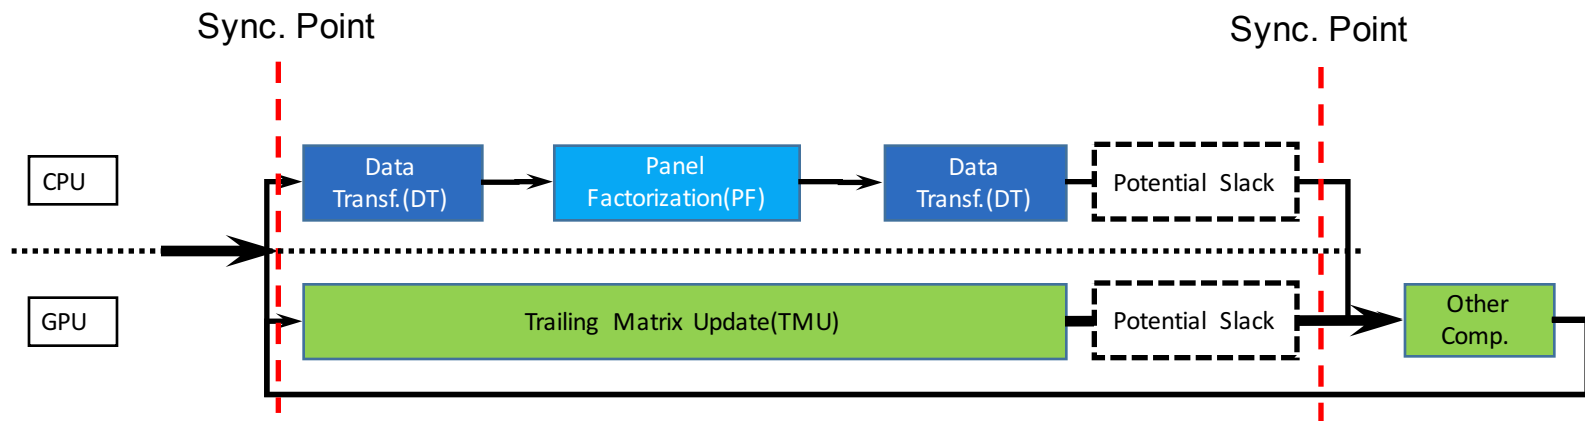 Sync. Point
Sync. Point
CPU
Data
Transf.(DT)
Panel
Factorization(PF)
Data
Transf.(DT)
Potential Slack
GPU
Trailing Matrix Update(TMU)
Potential Slack
Other
Comp.